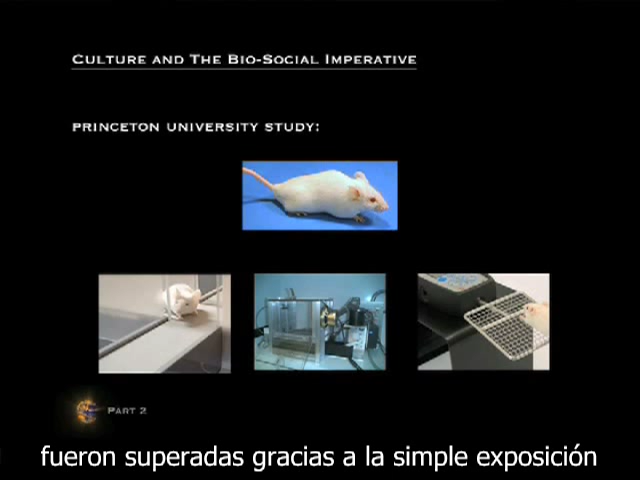 Culture and The Bio-Social Imperative
Princeton University Study:
Part 2
fueron superadas gracias a la simple exposición